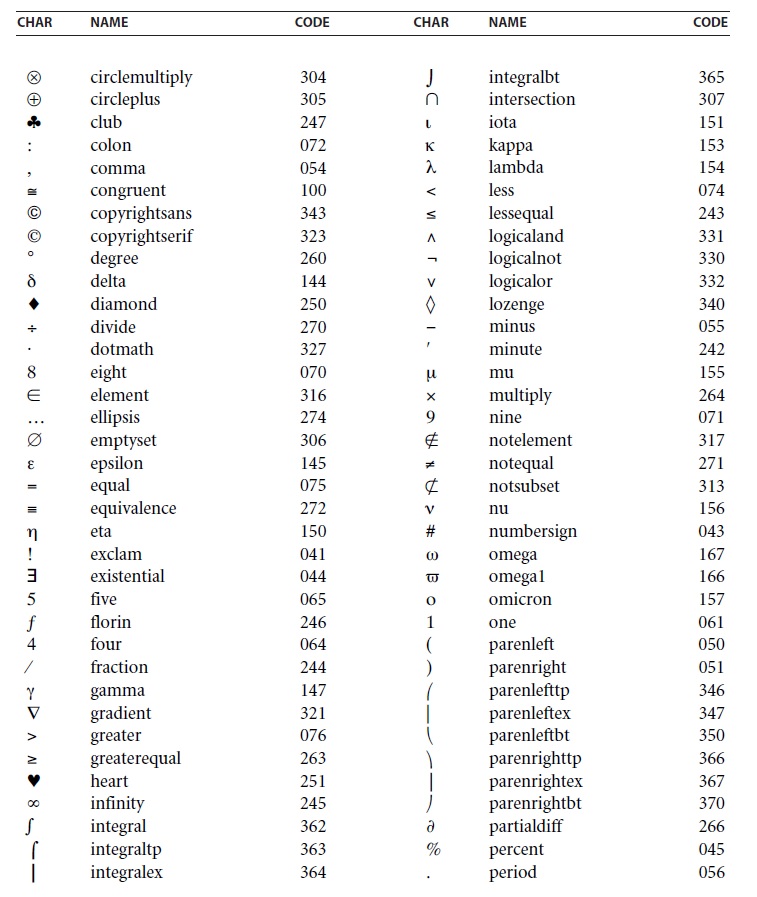 CHAR NAME CODE CHAR NAME CODE
⊗ circlemultiply 304 ⌡ integralbt 365
⊕ circleplus 305 ∩ intersection 307
♣ club 247 ι iota 151
: colon 072 κ kappa 153
, comma 054 λ lambda 154
≅ congruent 100 < less 074
© copyrightsans 343 ≤ lessequal 243
© copyrightserif 323 ∧ logicaland 331
° degree 260 ¬ logicalnot 330
δ delta 144 ∨ logicalor 332
♦ diamond 250 ◊ lozenge 340
÷ divide 270 − minus 055
⋅ dotmath 327 ′ minute 242
8 eight 070 μ mu 155
∈ element 316 × multiply 264
… ellipsis 274 9 nine 071
∅ emptyset 306 ∉ notelement 317
ε epsilon 145 ≠ notequal 271
= equal 075 ⊄ notsubset 313
≡ equivalence 272 ν nu 156
η eta 150 # numbersign 043
! exclam 041 ω omega 167
∃ existential 044 ϖ omega1 166
5 five 065 ο omicron 157
ƒ florin 246 1 one 061
4 four 064 ( parenleft 050
⁄ fraction 244 ) parenright 051
γ gamma 147 ⎛ parenlefttp 346
∇ gradient 321 ⎜ parenleftex 347
> greater 076 ⎝ parenleftbt 350
≥ greaterequal 263 ⎞ parenrighttp 366
♥ heart 251 ⎟ parenrightex 367
∞ infinity 245 ⎠ parenrightbt 370
∫ integral 362 ∂ partialdiff 266
⌠ integraltp 363 % percent 045
⎮ integralex 364 . period 056